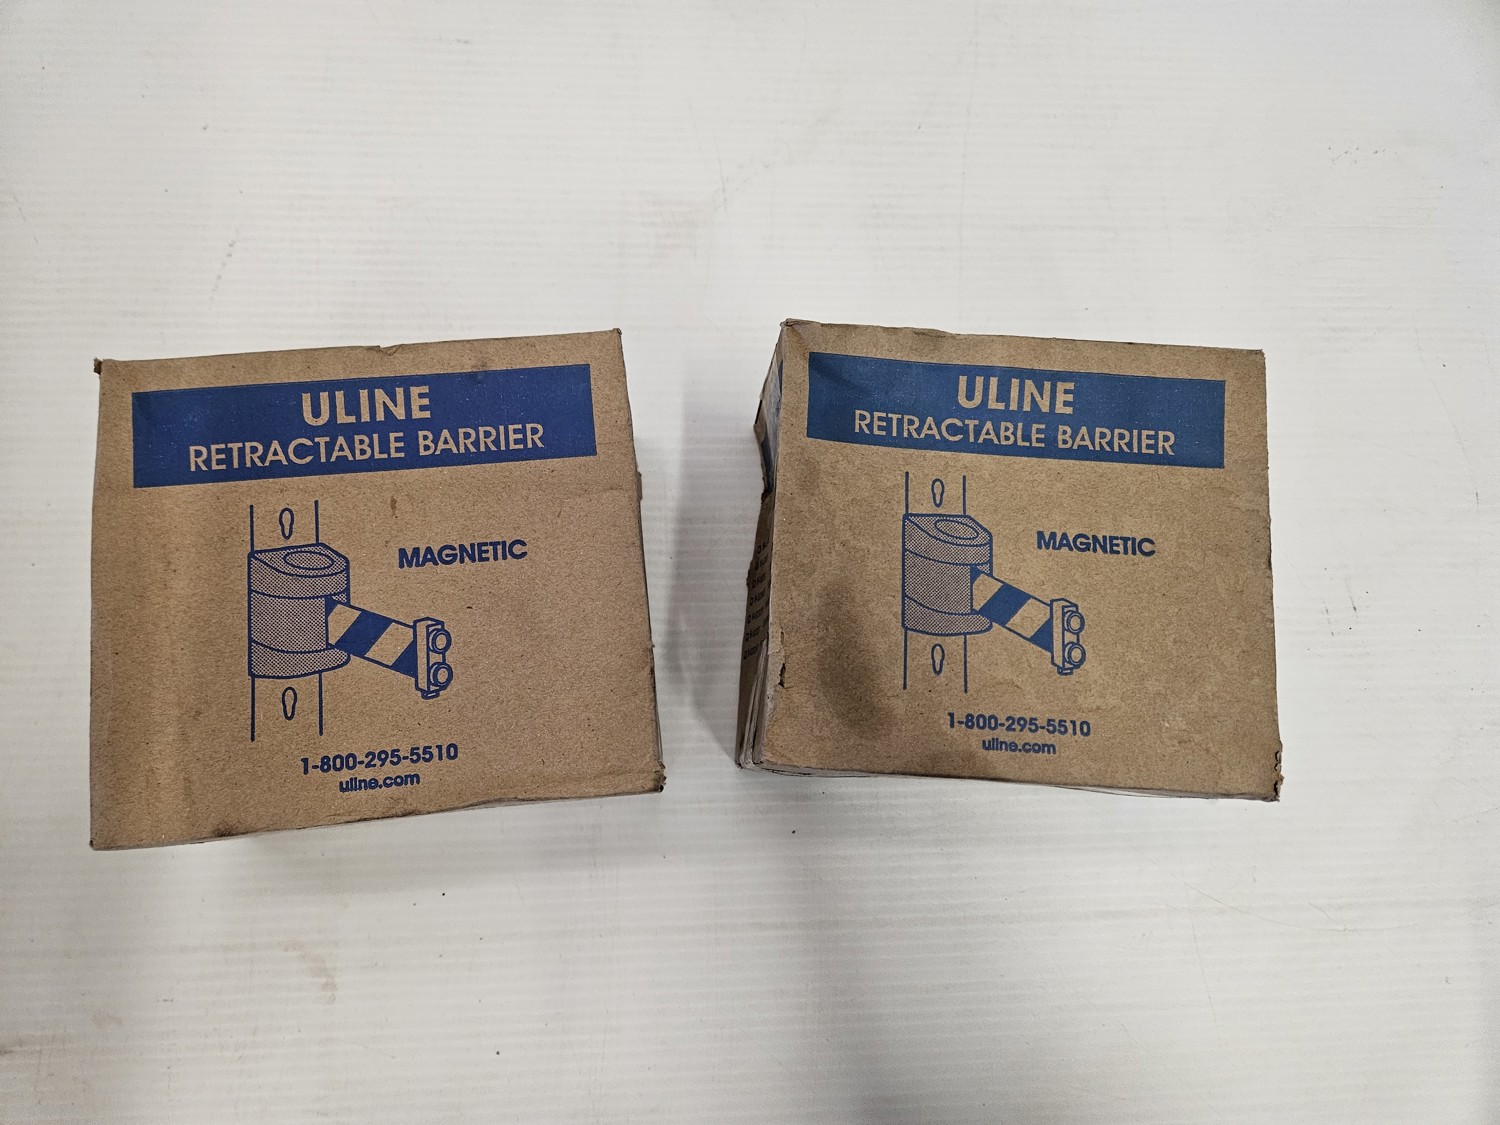 ULINE
RETRACTABLE BARRIER
MAGNETIC
1-800-295-5510
uline.com
ULINE
RETRACTABLE BARRIER
MAGNETIC
1-800-295-5510
uline.com